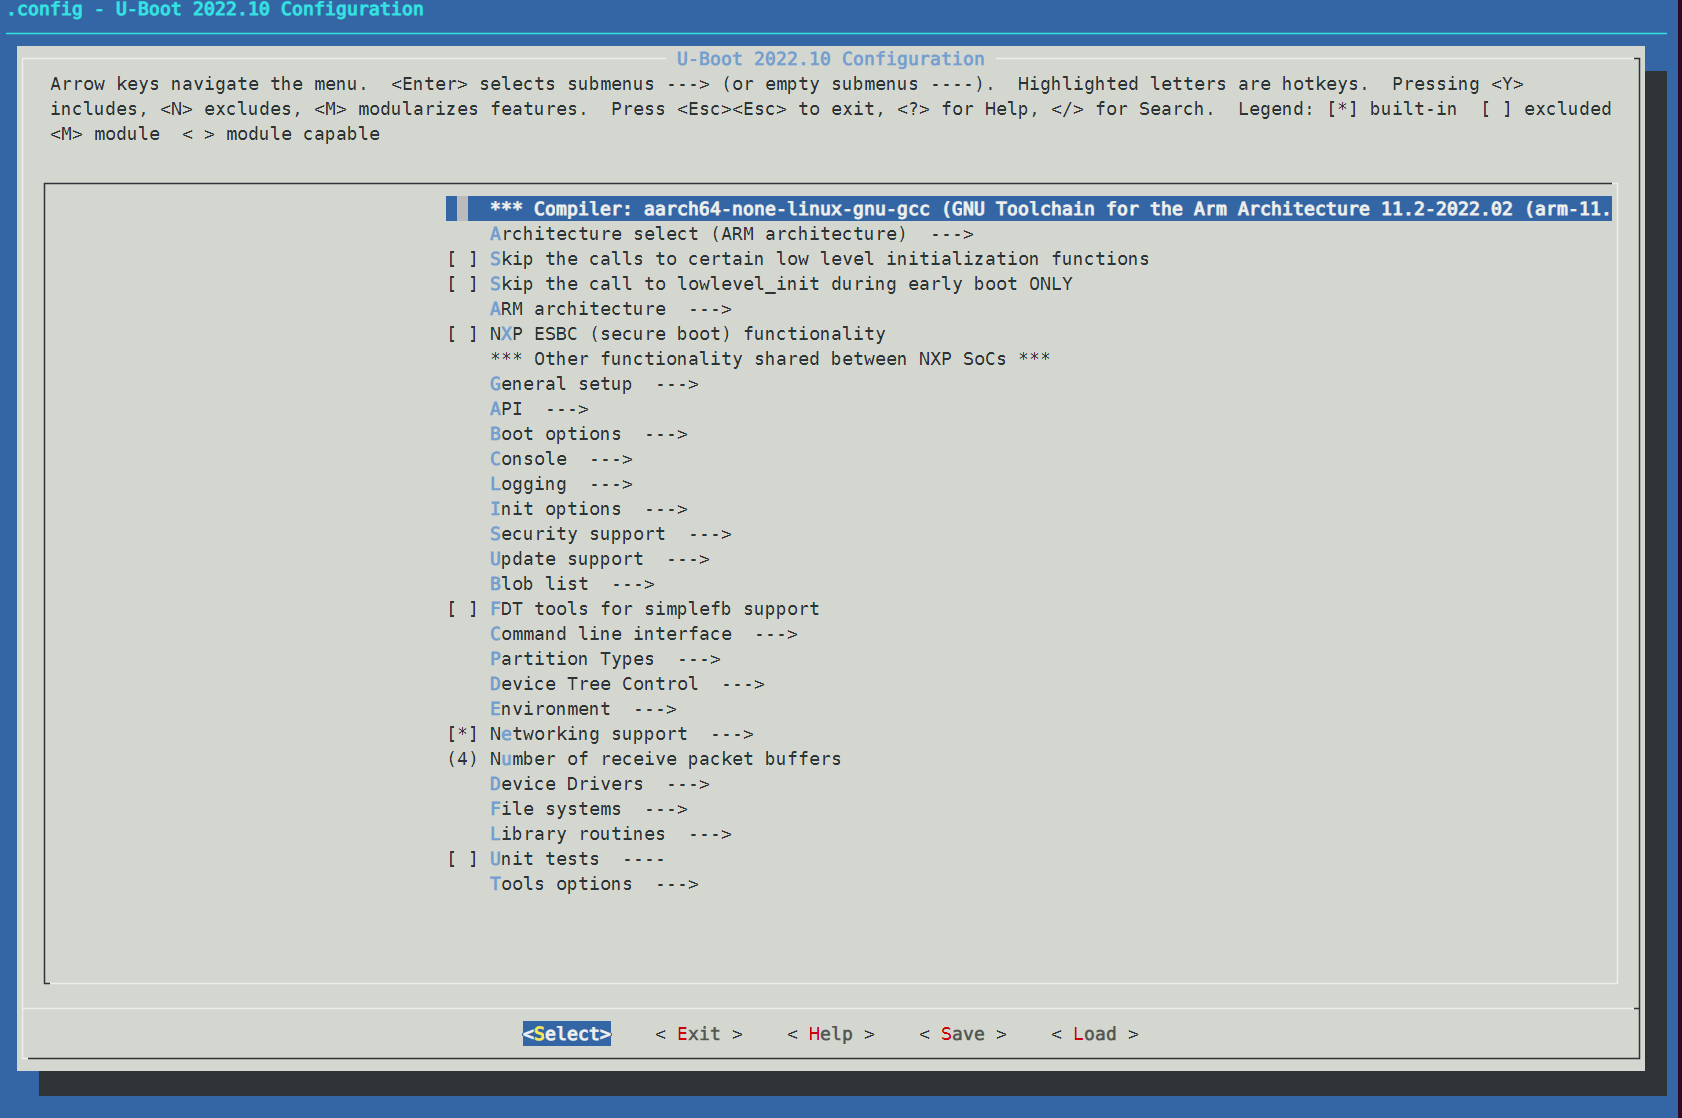 .config - U-Boot 2022.10 Configuration
U-Boot 2022.10 Configuration
Arrow keys navigate the menu.  <Enter> selects submenus ---> (or empty submenus ----).  Highlighted letters are hotkeys.  Pressing <Y>
includes, <N> excludes, <M> modularizes features.  Press <Esc><Esc> to exit, <?> for Help, </> for Search.  Legend: [*] built-in  [ ] excluded
<M> module  < > module capable
*** Compiler: aarch64-none-linux-gnu-gcc (GNU Toolchain for the Arm Architecture 11.2-2022.02 (arm-11.
Architecture select (ARM architecture)  --->
[ ] Skip the calls to certain low level initialization functions
[ ] Skip the call to lowlevel_init during early boot ONLY
ARM architecture  --->
[ ] NXP ESBC (secure boot) functionality
*** Other functionality shared between NXP SoCs ***
General setup  --->
API  --->
Boot options  --->
Console  --->
Logging  --->
Init options  --->
Security support  --->
Update support  --->
Blob list  --->
[ ] FDT tools for simplefb support
Command line interface  --->
Partition Types  --->
Device Tree Control  --->
Environment  --->
[*] Networking support  --->
(4) Number of receive packet buffers
Device Drivers  --->
File systems  --->
Library routines  --->
[ ] Unit tests  ----
Tools options  --->
<Select>    < Exit >    < Help >    < Save >    < Load >